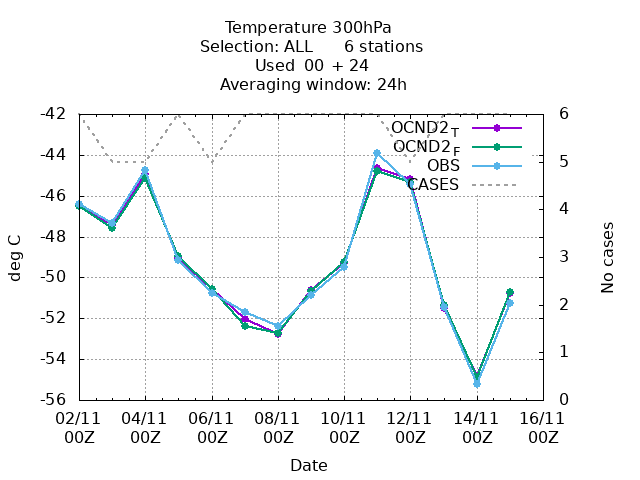 Temperature 300hPa
Selection: ALL 6 stations
Used 00 + 24
Averaging window: 24h
-42
-44
-46
-48
-50
-52
-54
-56
deg C
6
5
4
3
2
1
0
No cases
OCND2_T
OCND2_F
OBS
CASES
02/11 04/11 06/11 08/11 10/11 12/11 14/11 16/11
00Z 00Z 00Z 00Z 00Z 00Z 00Z 00Z
Date